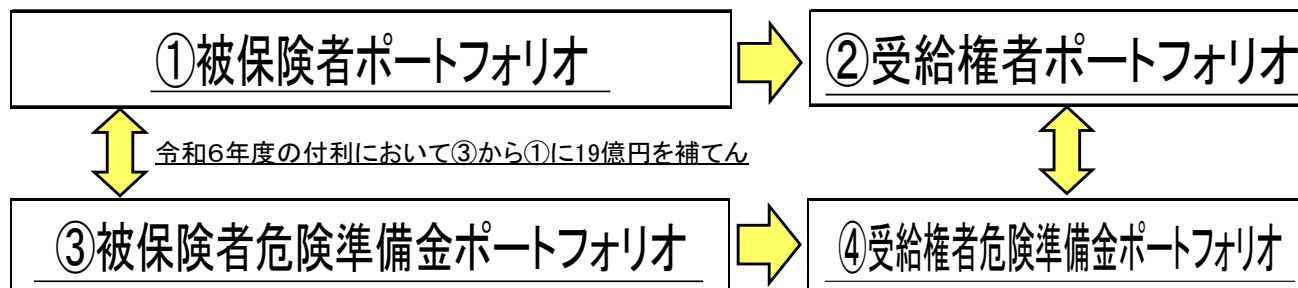 ①被保険者ポートフォリオ
②受給権者ポートフォリオ
令和6年度の付利において③から①に19億円を補てん
③被保険者危険準備金ポートフォリオ
④受給権者危険準備金ポートフォリオ